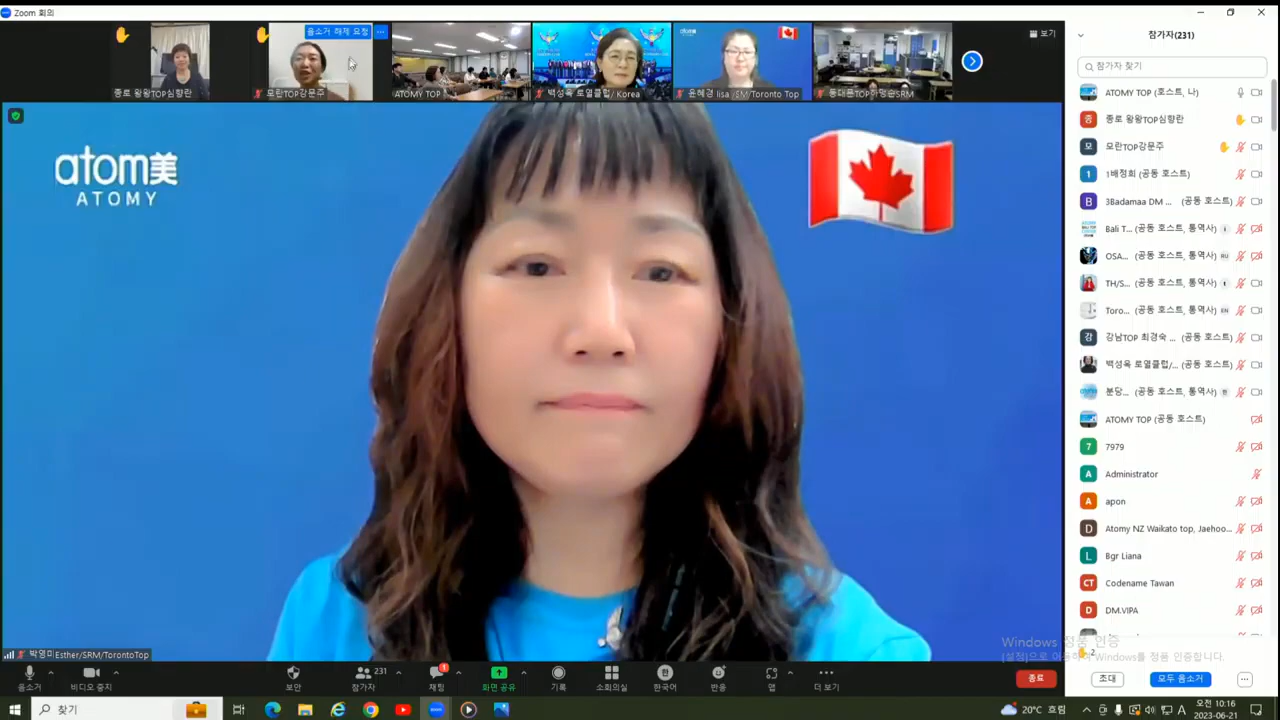 Zoom 회의
음소거 해제 요청
종로 왕왕TOP심향란
모란TOP강문주
ATOMY TOP
백성옥 로열클럽/ Korea
윤혜경 lisa /SRM/Toronto Top
보기
atom美
ATOMY
박영미Esther/SRM/TorontoTop
참가자(231)
참가자 찾기
ATOMY TOP (호스트, 나)
종 종로 왕왕TOP심향란
모 모란TOP강문주
1 1배정희 (공동 호스트)
B 3Badamaa DM ... (공동 호스트)
Bali T... (공동 호스트, 통역사)
OSA... (공동 호스트, 통역사) RU
TH/S... (공동 호스트, 통역사)
Toro... (공동 호스트, 통역사) EN
강 강남TOP 최경숙 ... (공동 호스트)
백성옥 로열클럽/... (공동 호스트)
분당... (공동 호스트, 통역사)
ATOMY TOP (공동 호스트)
7 7979
A Administrator
A apon
D Atomy NZ Waikato top, Jaehoo...
L Bgr Liana
CT Codename Tawan
D DM.VIPA
Windows 정품 인증
2
[설정]으로 이동하여 Windows를 정품 인증합니다.
초대
모두 음소거
음소거
비디오 중지
보안
231
참가자
1
채팅
화면 공유
기록
소회의실
한국어
반응
앱
더 보기
종료
찾기
20°C 흐림
A
오전 10:16
2023-06-21